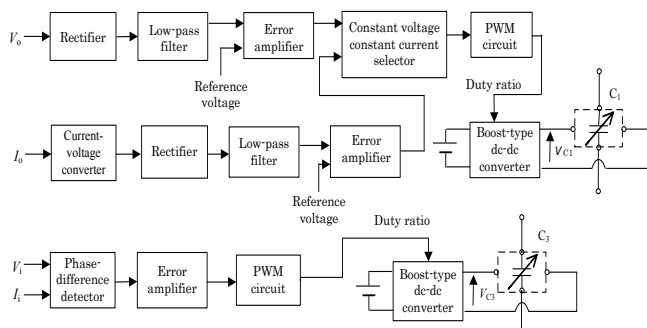 Vo
Rectifier
Low-pass
filter
Error
amplifier
Constant voltage
constant current
selector
PWM
circuit
Reference
voltage
Duty ratio
C1
Io
Current-
voltage
converter
Rectifier
Low-pass
filter
Error
amplifier
Boost-type
dc-dc
converter
VC1
Reference
voltage
Duty ratio
C3
Vi
Ii
Phase-
difference
detector
Error
amplifier
PWM
circuit
Boost-type
dc-dc
converter
VC3